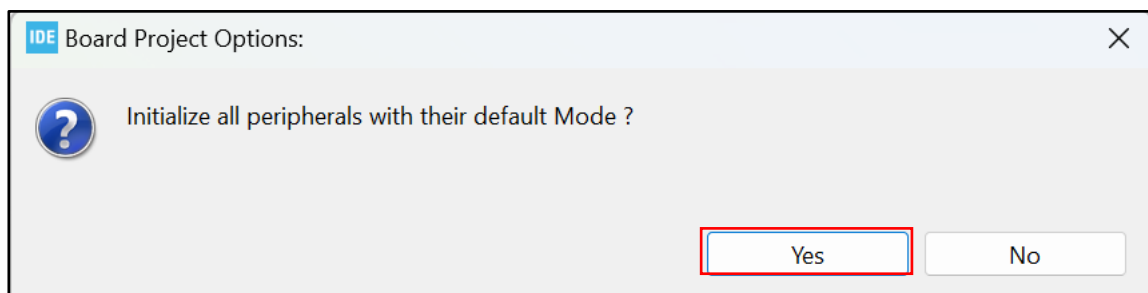 IDE Board Project Options:
Initialize all peripherals with their default Mode ?
Yes No